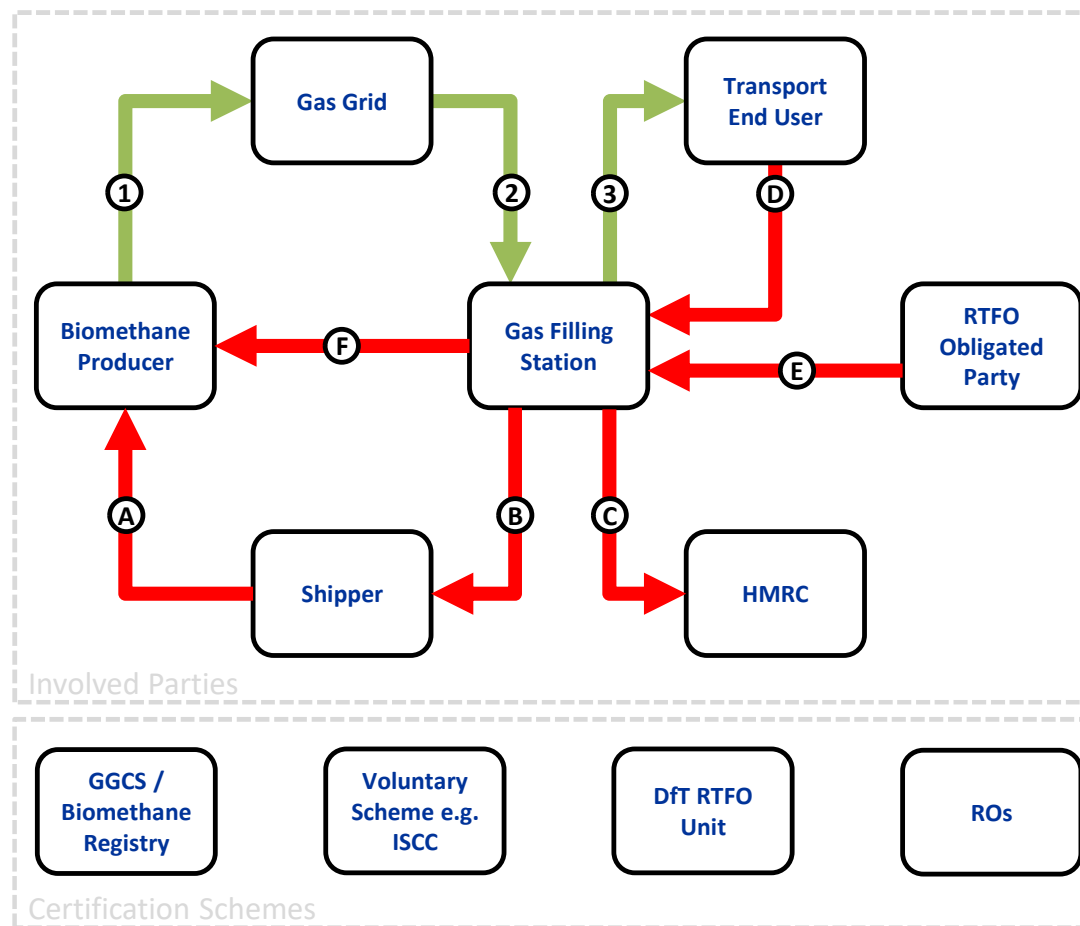 Gas Grid
Transport
End User
1
2
3
D
Biomethane
Producer
F
Gas Filling
Station
E
RTFO
Obligated
Party
A
B
C
Shipper
HMRC
Involved Parties
GGCS /
Biomethane
Registry
Voluntary
Scheme e.g.
ISCC
DfT RTFO
Unit
ROs
Certification Schemes